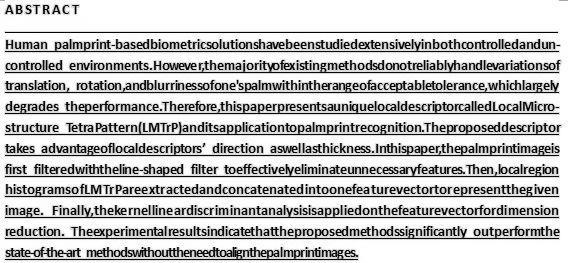 ABSTRACT
Human palmprint-basedbiometricsolutionshavebeenstudiedextensivelyinbothcontrolledandun-
controlled environments.However,themajorityofexistingmethodsdonotreliablyhandlevariationsof
translation, rotation,andblurrinessofone'spalmwithintherangeofacceptabletolerance,whichlargely
degrades theperformance.Therefore,thispaperpresentsauniquelocaldescriptorcalledLocalMicro-
structure TetraPattern(LMTrP)anditsapplicationtopalmprintrecognition.Theproposeddescriptor
takes advantageoflocaldescriptors’ direction aswellasthickness.Inthispaper,thepalmprintimageis
first filteredwiththeline-shaped filter toeffectivelyeliminateunnecessaryfeatures.Then,localregion
histogramsofLMTrPareextractedandconcatenatedintoonefeaturevectortorepresentthegiven
image. Finally,thekernellineardiscriminantanalysisisappliedonthefeaturevectorfordimension
reduction. Theexperimentalresultsindicatethattheproposedmethodssignificantly outperformthe
state-of-the-art methodswithouttheneedtoalignthepalmprintimages.